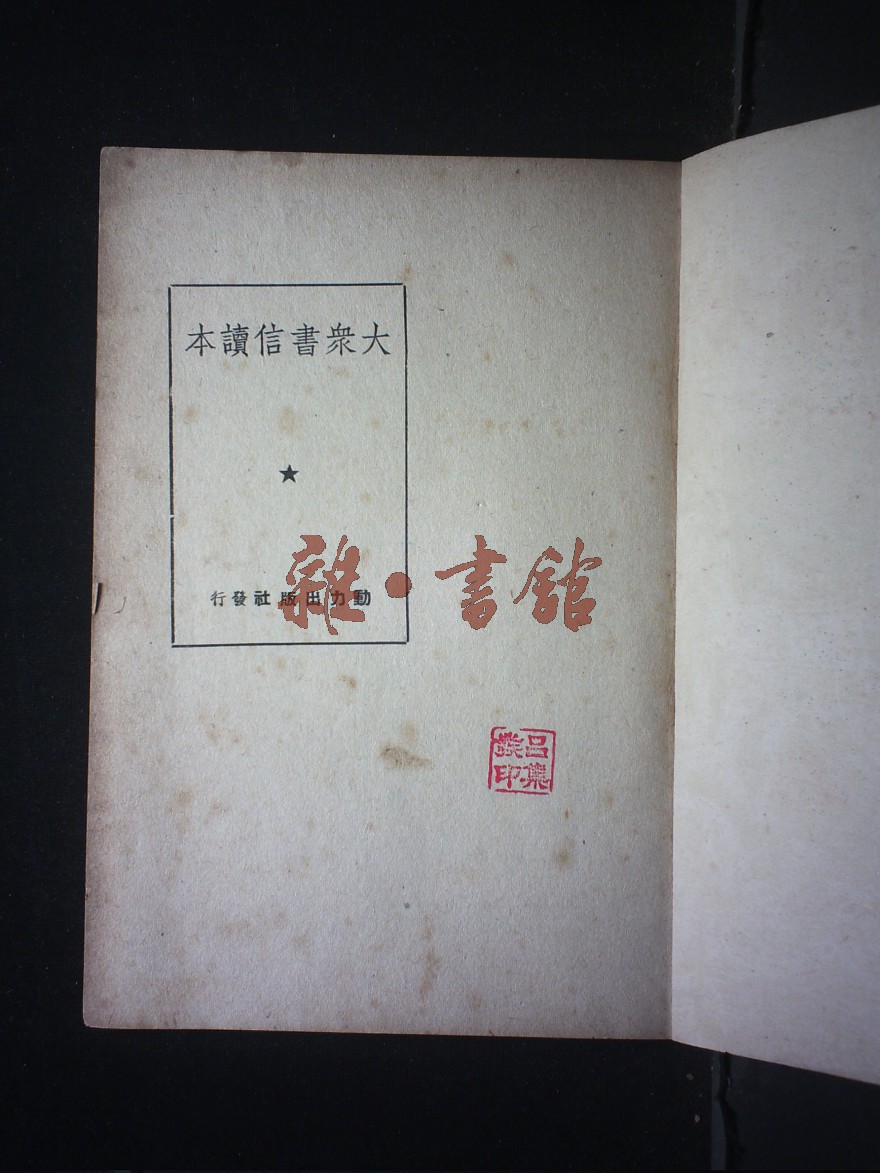 大衆書信讀本
★
動力出版社發行
雜·書館